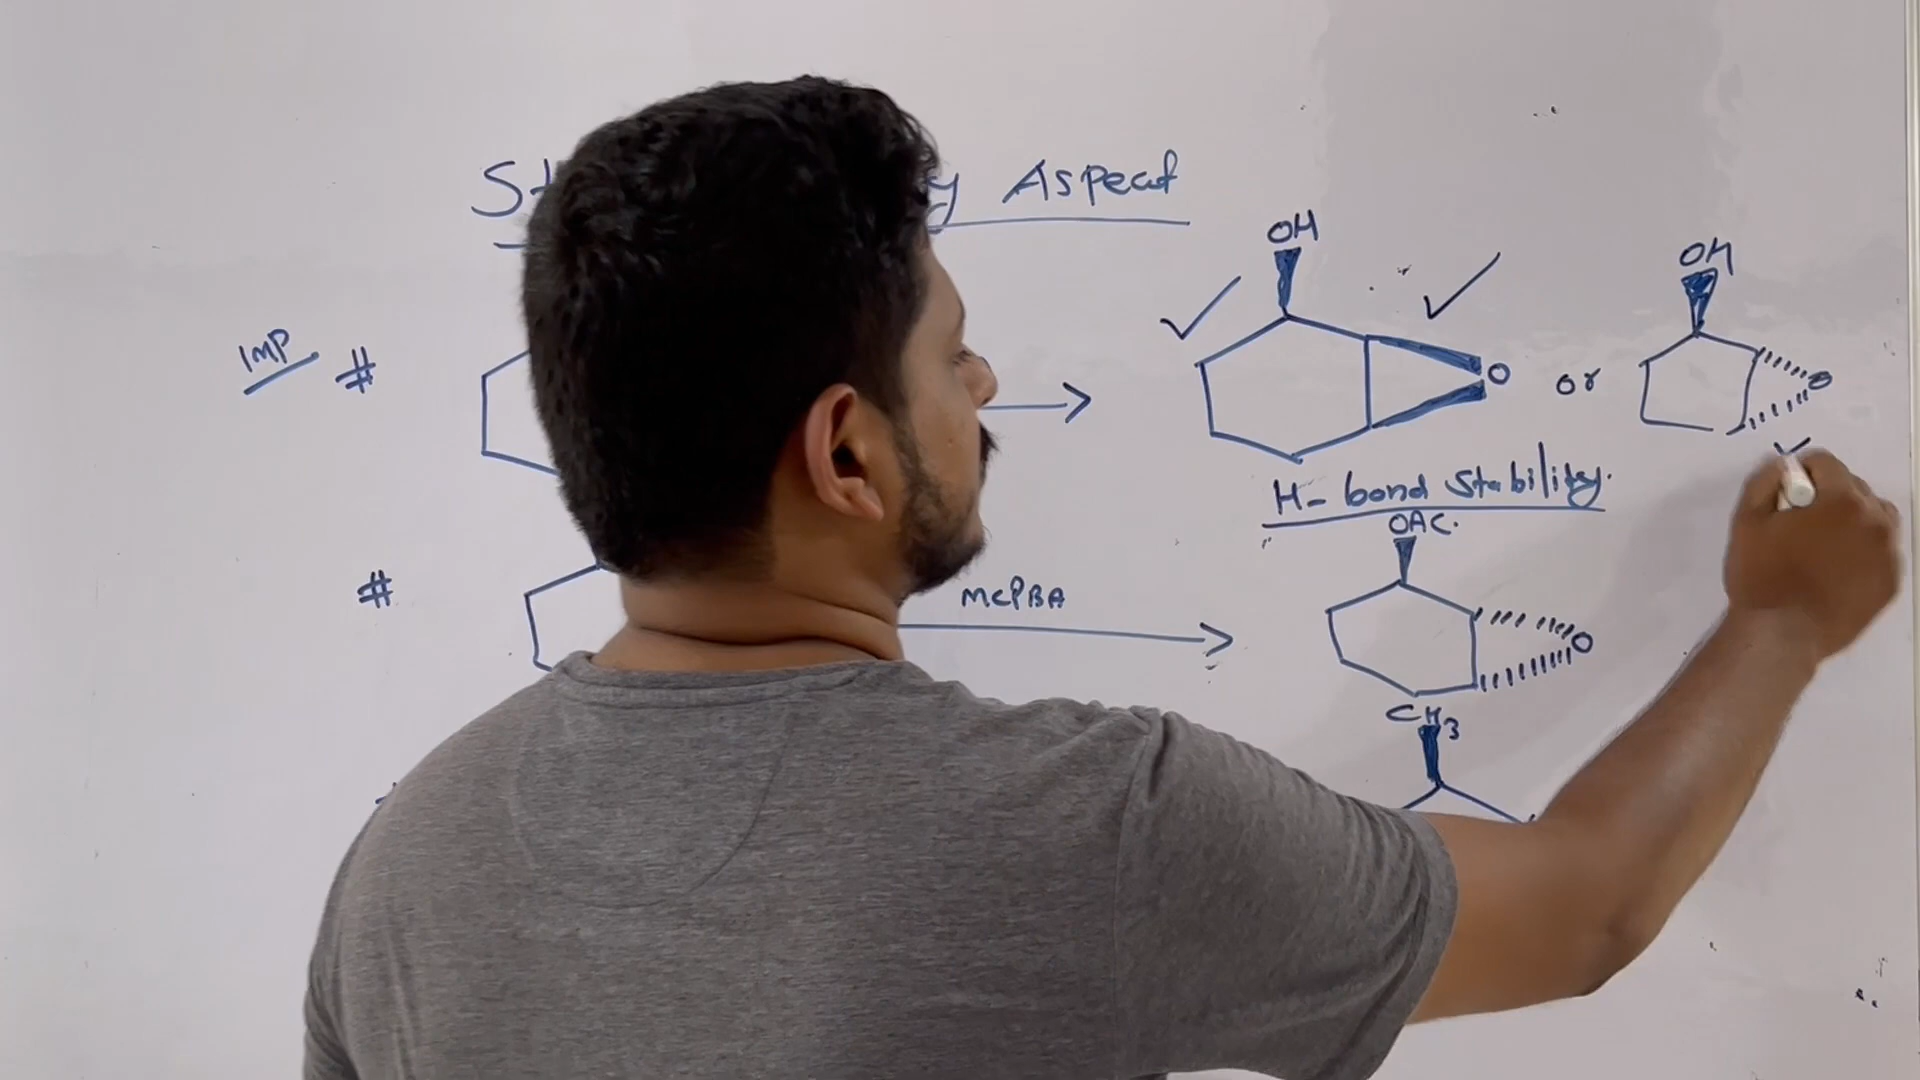 Aspect
OH
OH
IMP #
O or O
H- bond Stability.
OAC.
# MCPBA
O
CH3